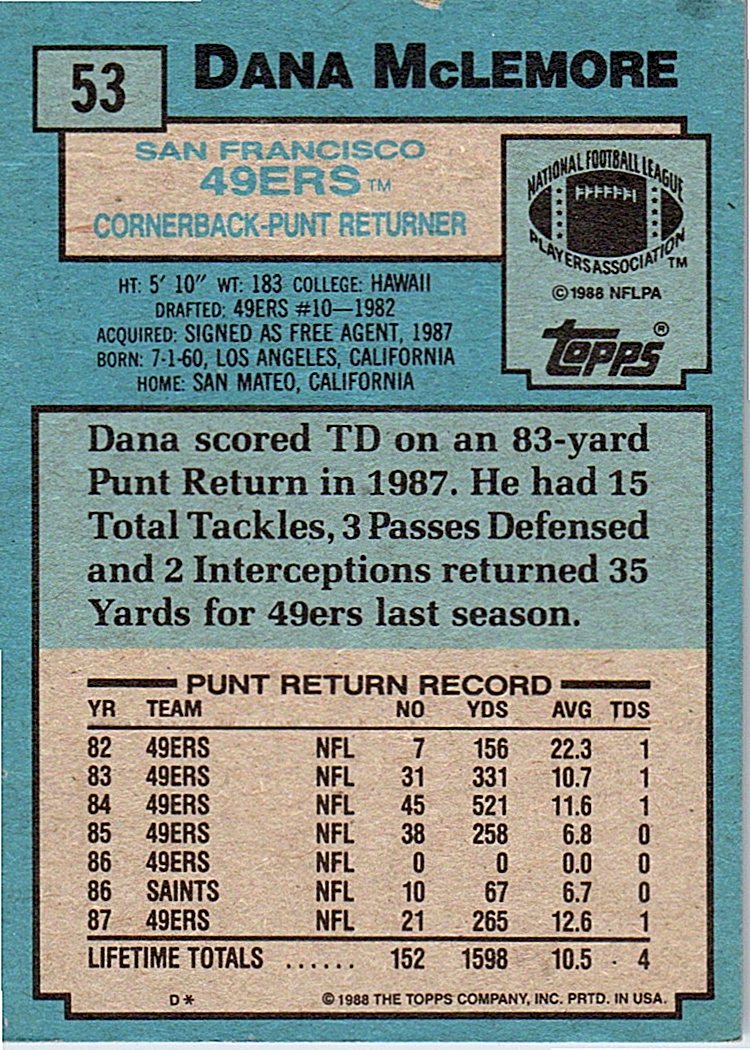 53
DANA McLEMORE
SAN FRANCISCO
49ERS TM
CORNERBACK-PUNT RETURNER
NATIONAL FOOTBALL LEAGUE
PLAYERS ASSOCIATION TM
© 1988 NFLPA
topps ®
HT: 5' 10" WT: 183 COLLEGE: HAWAII
DRAFTED: 49ERS #10—1982
ACQUIRED: SIGNED AS FREE AGENT, 1987
BORN: 7-1-60, LOS ANGELES, CALIFORNIA
HOME: SAN MATEO, CALIFORNIA
Dana scored TD on an 83-yard
Punt Return in 1987. He had 15
Total Tackles, 3 Passes Defensed
and 2 Interceptions returned 35
Yards for 49ers last season.
PUNT RETURN RECORD
YR TEAM NO YDS AVG TDS
82 49ERS NFL 7 156 22.3 1
83 49ERS NFL 31 331 10.7 1
84 49ERS NFL 45 521 11.6 1
85 49ERS NFL 38 258 6.8 0
86 49ERS NFL 0 0 0.0 0
86 SAINTS NFL 10 67 6.7 0
87 49ERS NFL 21 265 12.6 1
LIFETIME TOTALS ...... 152 1598 10.5 4
D* © 1988 THE TOPPS COMPANY, INC. PRTD. IN USA.